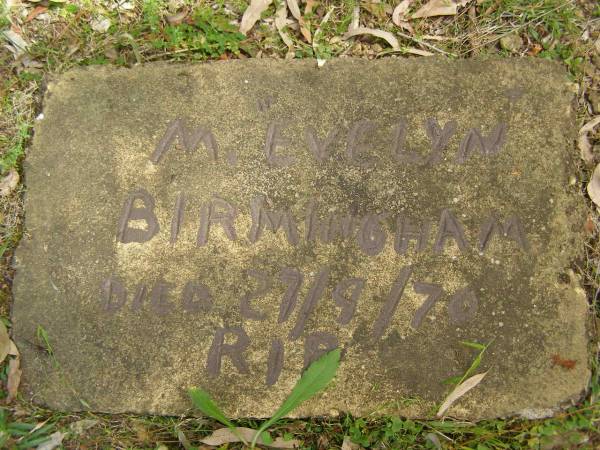 M. "EVELYN"
BIRMINGHAM
DIED 27/9/70
RIP